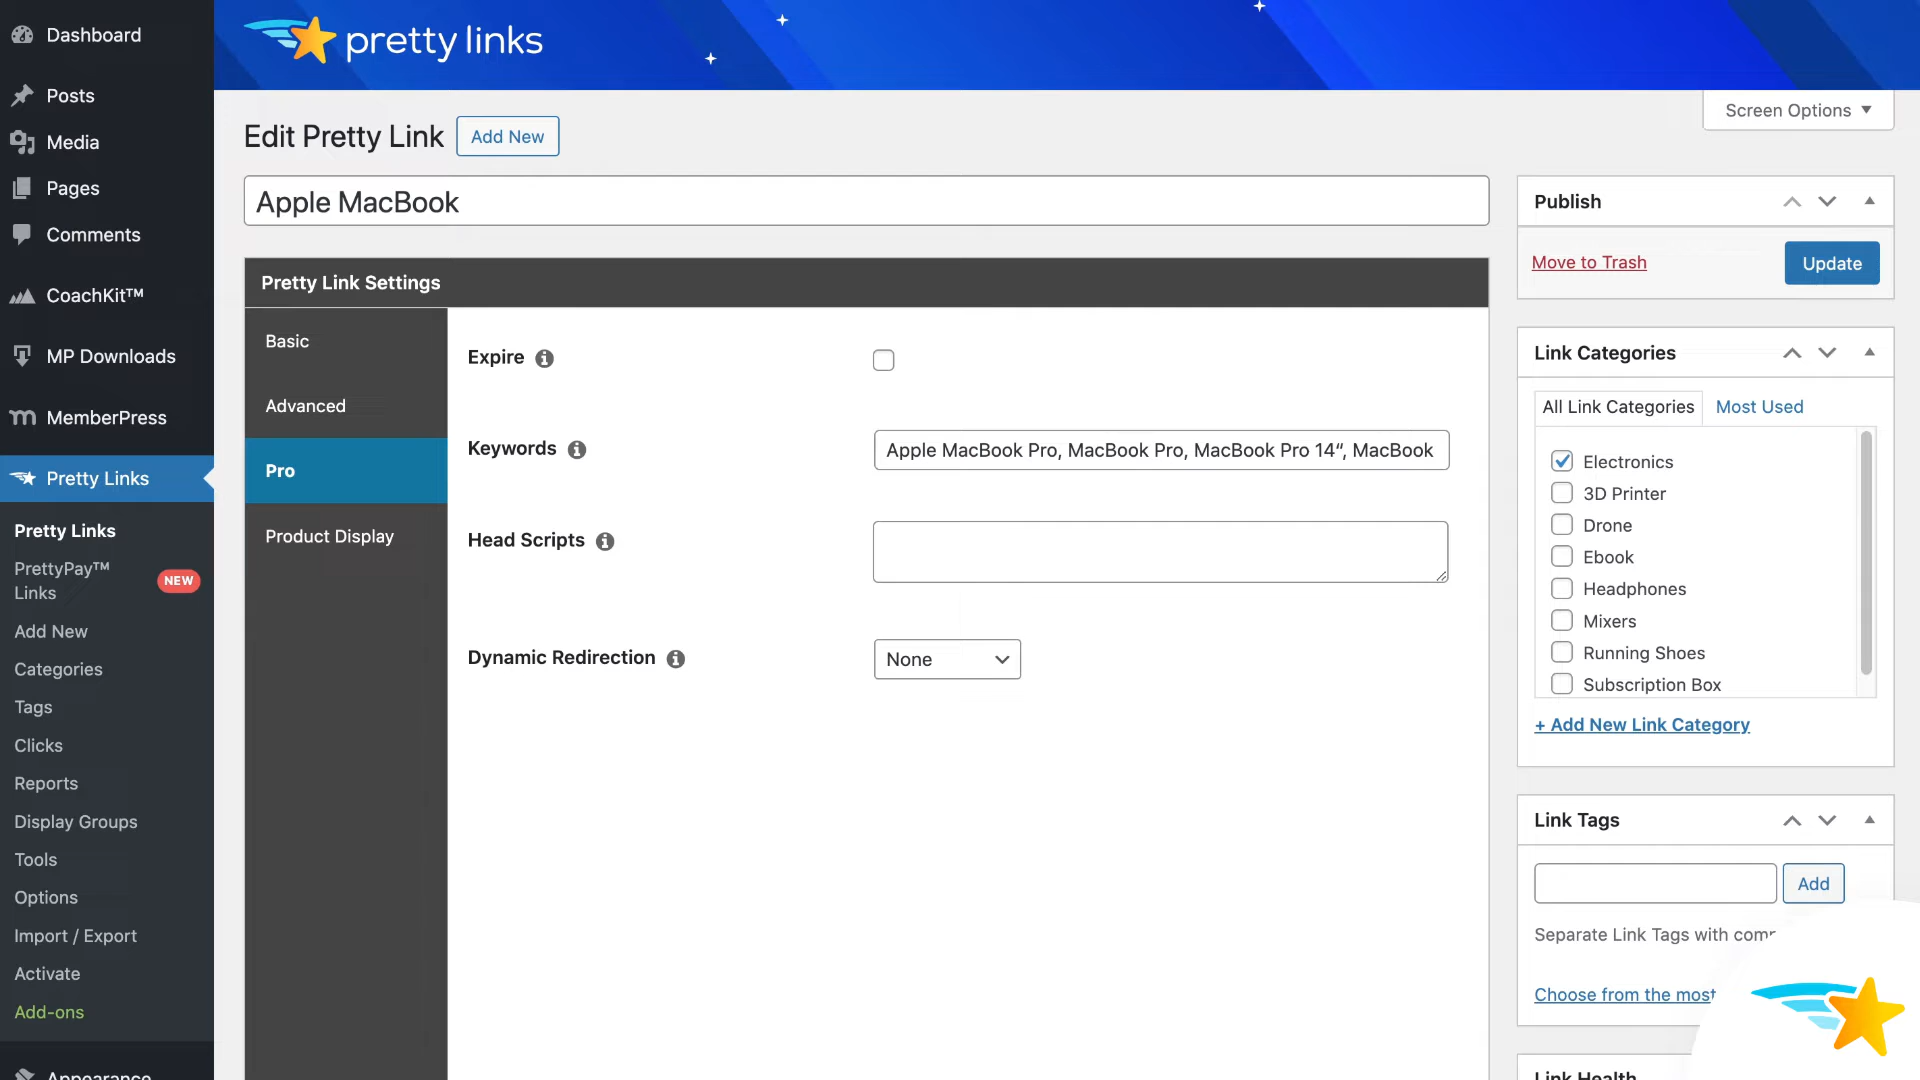 Dashboard
Posts
Media
Pages
Comments
CoachKit™
MP Downloads
MemberPress
Pretty Links
Pretty Links
PrettyPay™
Links
NEW
Add New
Categories
Tags
Clicks
Reports
Display Groups
Tools
Options
Import / Export
Activate
Add-ons
Appearance
pretty links
Screen Options
Edit Pretty Link
Add New
Apple MacBook
Pretty Link Settings
Basic
Advanced
Pro
Product Display
Expire
Keywords
Apple MacBook Pro, MacBook Pro, MacBook Pro 14“, MacBook
Head Scripts
Dynamic Redirection
None
Publish
Move to Trash
Update
Link Categories
All Link Categories
Most Used
Electronics
3D Printer
Drone
Ebook
Headphones
Mixers
Running Shoes
Subscription Box
+ Add New Link Category
Link Tags
Add
Separate Link Tags with
Choose from the most
Link Health